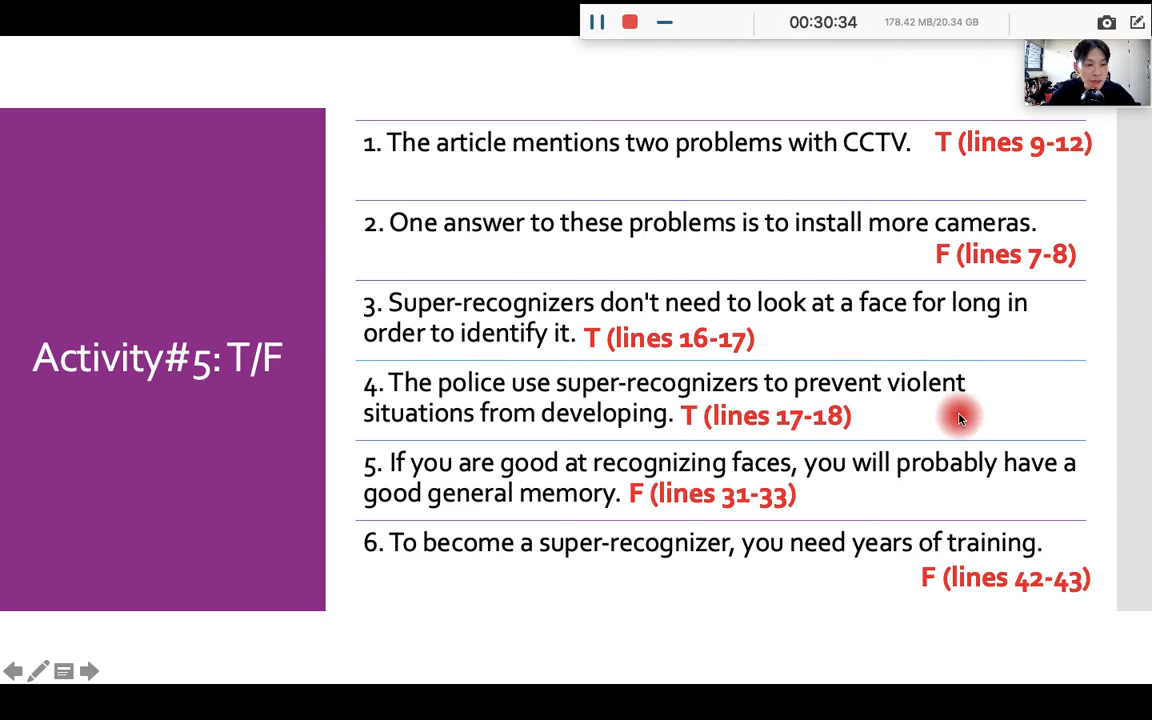 00:30:34
178.42 MB/20.34 GB
Activity#5: T/F
1. The article mentions two problems with CCTV. T (lines 9-12)
2. One answer to these problems is to install more cameras.
F (lines 7-8)
3. Super-recognizers don't need to look at a face for long in
order to identify it. T (lines 16-17)
4. The police use super-recognizers to prevent violent
situations from developing. T (lines 17-18)
5. If you are good at recognizing faces, you will probably have a
good general memory. F (lines 31-33)
6. To become a super-recognizer, you need years of training.
F (lines 42-43)